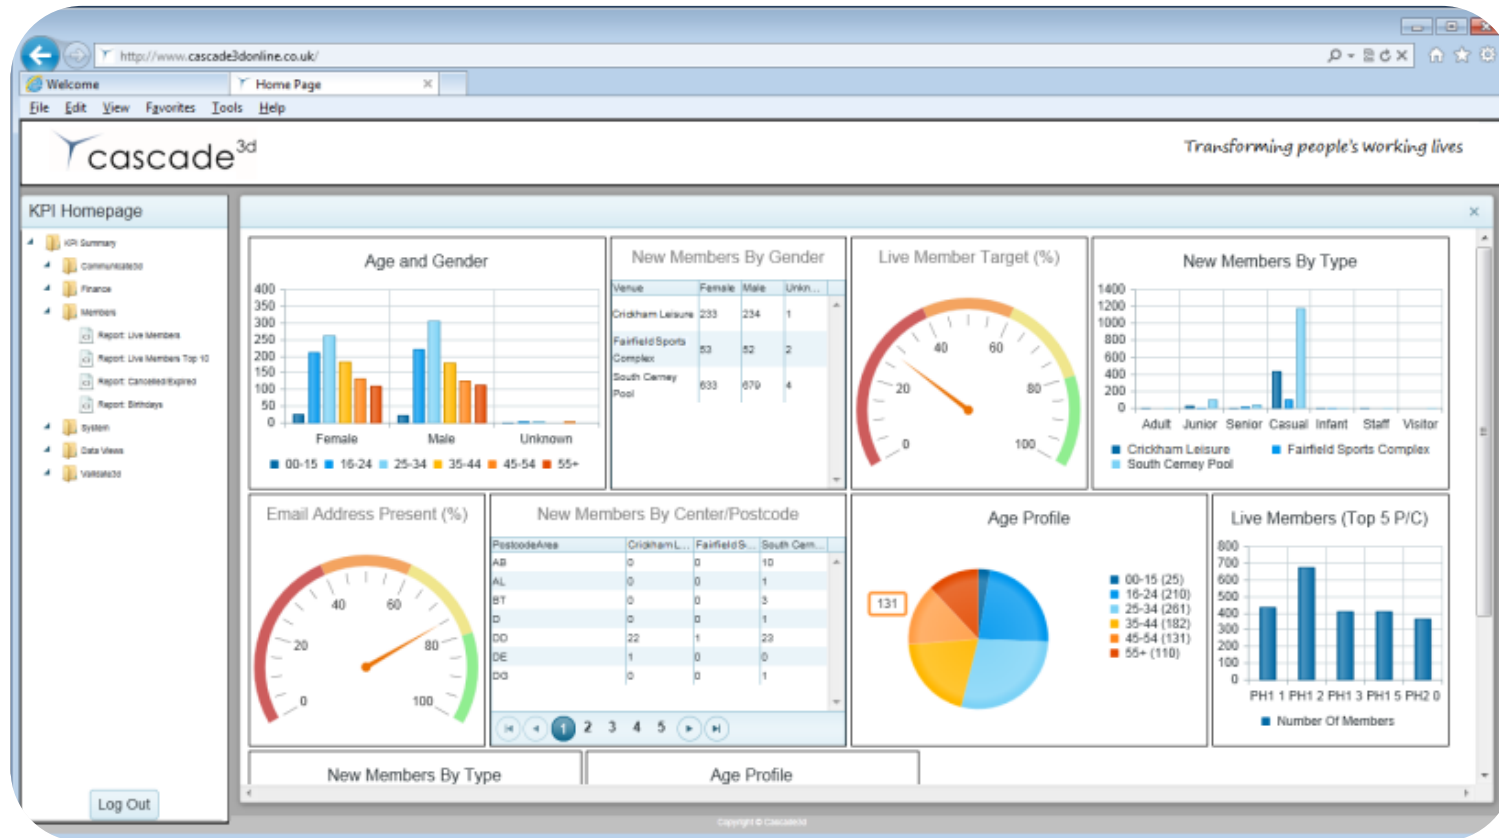 http://www.cascade3donline.co.uk/
Welcome
Home Page
File Edit View Favorites Tools Help
cascade3d
Transforming people's working lives
KPI Homepage
KPI Summary
Communicate3d
Finance
Members
Report: Live Members
Report: Live Members Top 10
Report: Cancelled/Expired
Report: Birthdays
System
Data Views
Validate3d
Log Out
Age and Gender
400
350
300
250
200
150
100
50
0
Female Male Unknown
00-15 16-24 25-34 35-44 45-54 55+
New Members By Gender
Venue Female Male Unkn...
Crickham Leisure 233 234 1
Fairfield Sports
Complex 53 52 2
South Cerney
Pool 633 679 4
Live Member Target (%)
0 20 40 60 80 100
New Members By Type
1400
1200
1000
800
600
400
200
0
Adult Junior Senior Casual Infant Staff Visitor
Crickham Leisure Fairfield Sports Complex
South Cerney Pool
Email Address Present (%)
0 20 40 60 80 100
New Members By Center/Postcode
PostcodeArea Crickham L... Fairfield S... South Cern...
AB 0 0 10
AL 0 0 1
BT 0 0 3
D 0 0 1
DD 22 1 23
DE 1 0 0
DG 0 0 1
1 2 3 4 5
Age Profile
131
00-15 (25)
16-24 (210)
25-34 (261)
35-44 (182)
45-54 (131)
55+ (110)
Live Members (Top 5 P/C)
800
700
600
500
400
300
200
100
0
PH1 1 PH1 2 PH1 3 PH1 5 PH2 0
Number Of Members
New Members By Type
Age Profile
Copyright © Cascade3d